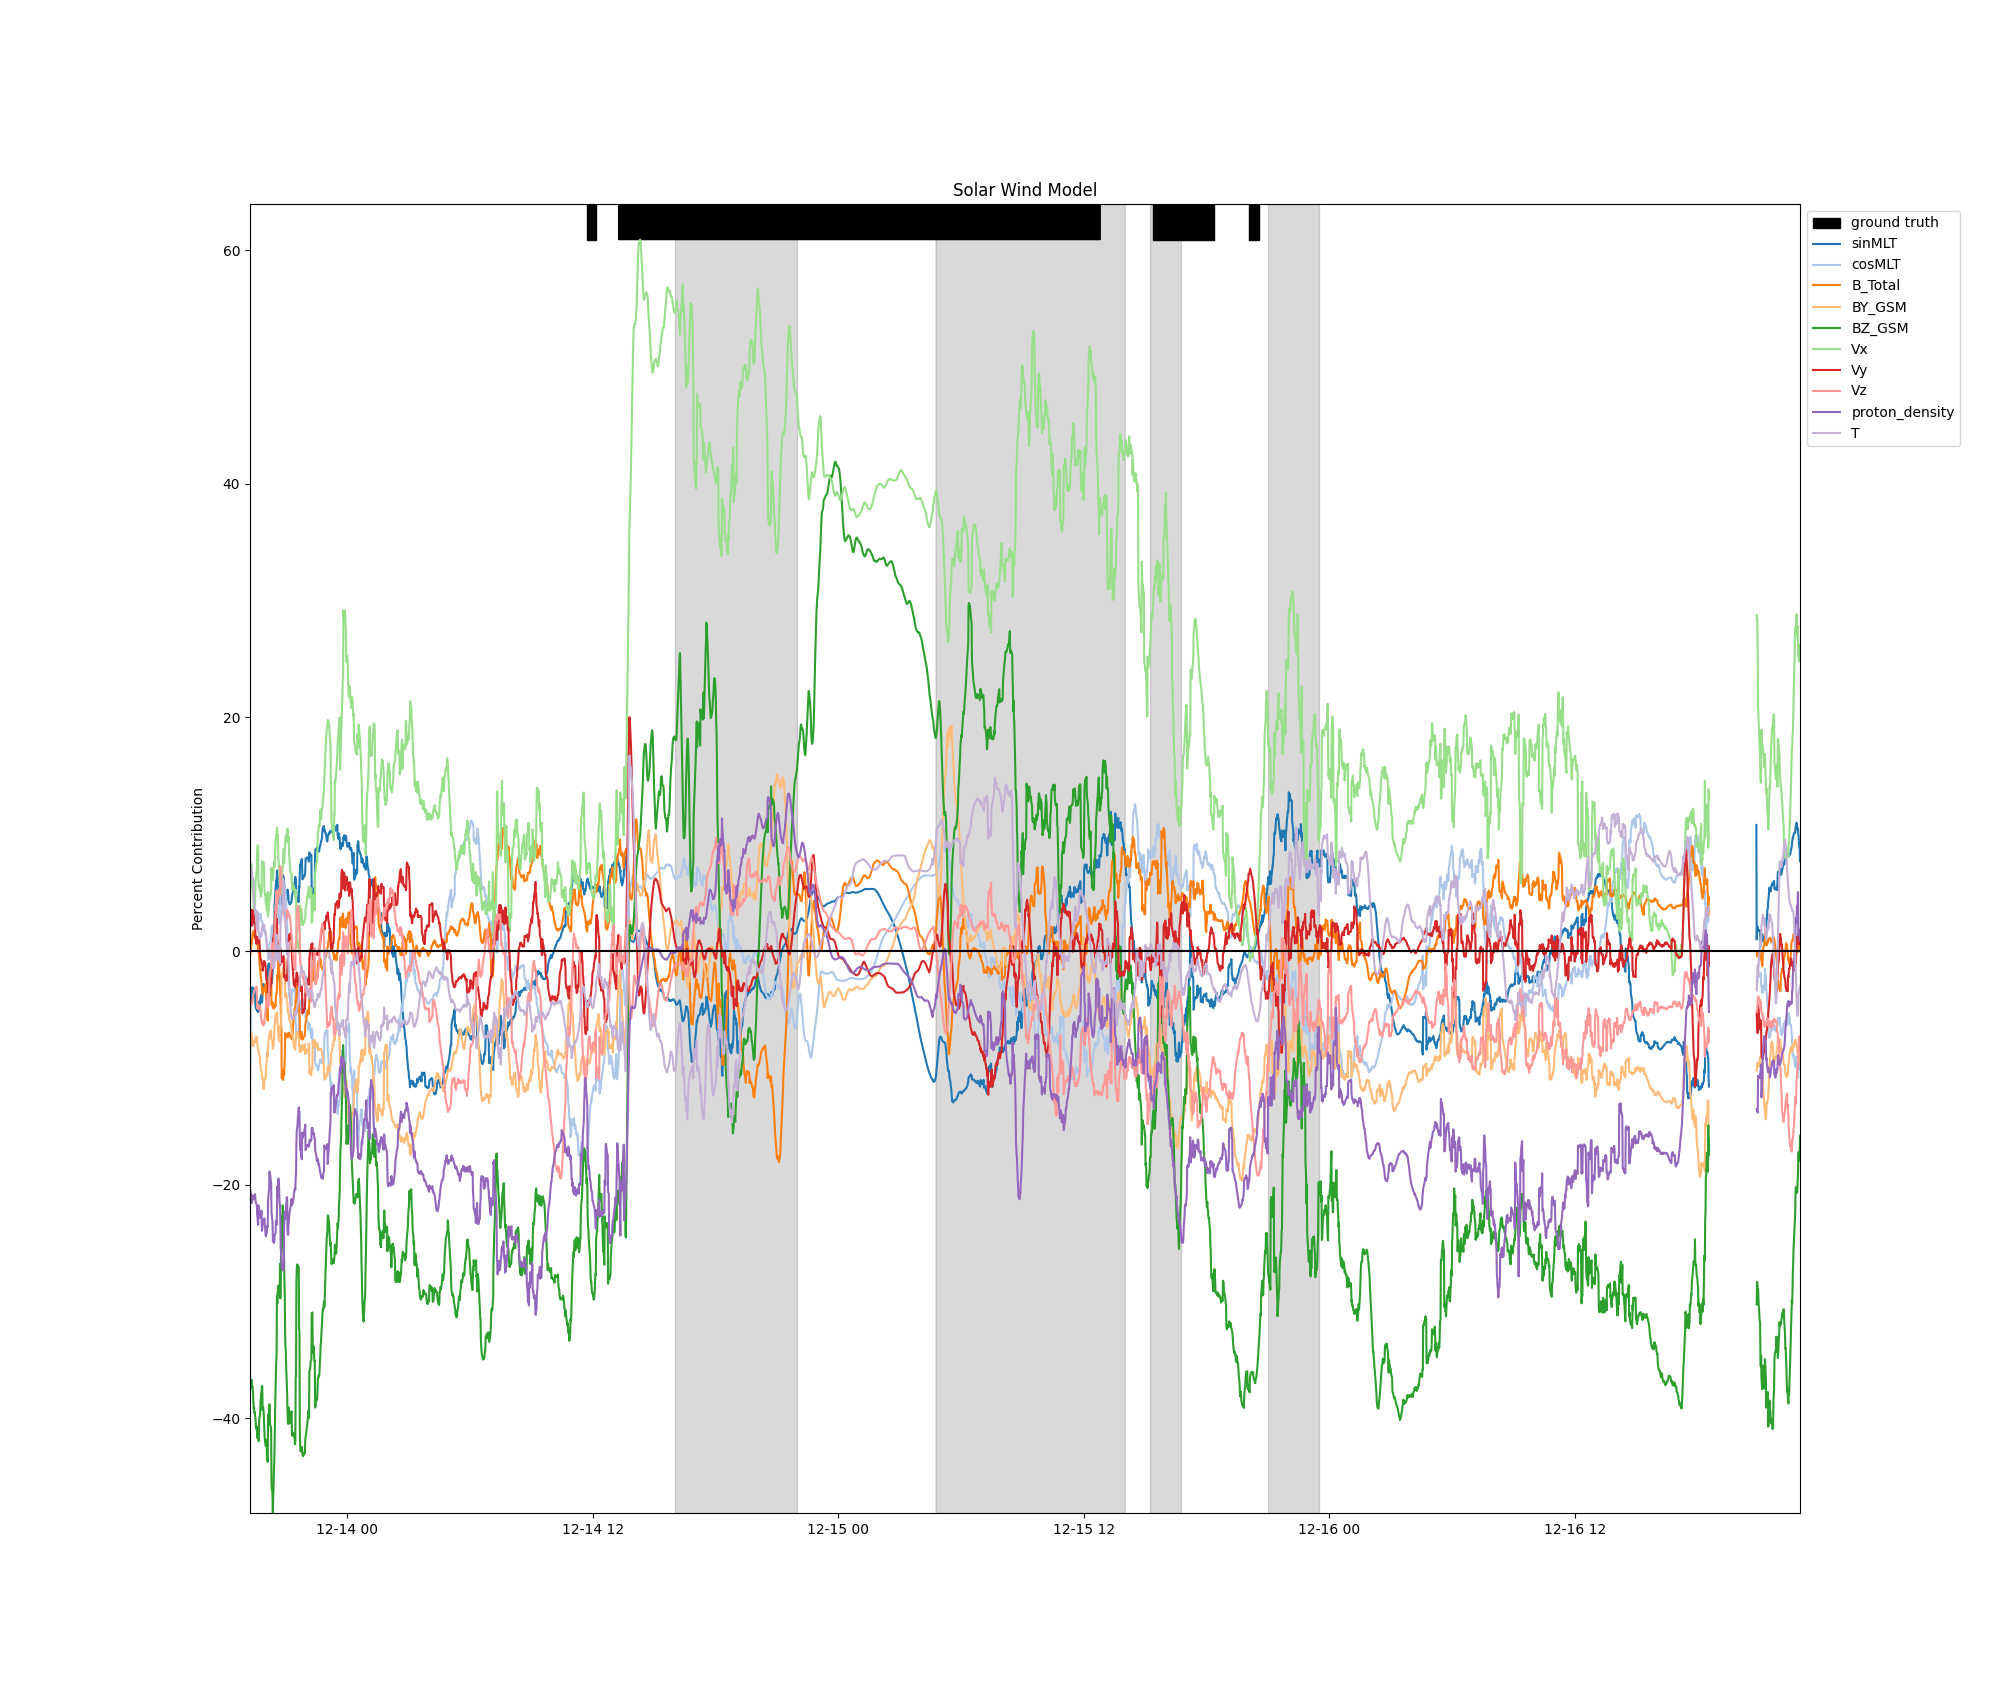 Solar Wind Model
60
40
20
0
−20
−40
Percent Contribution
12-14 00
12-14 12
12-15 00
12-15 12
12-16 00
12-16 12
ground truth
sinMLT
cosMLT
B_Total
BY_GSM
BZ_GSM
Vx
Vy
Vz
proton_density
T